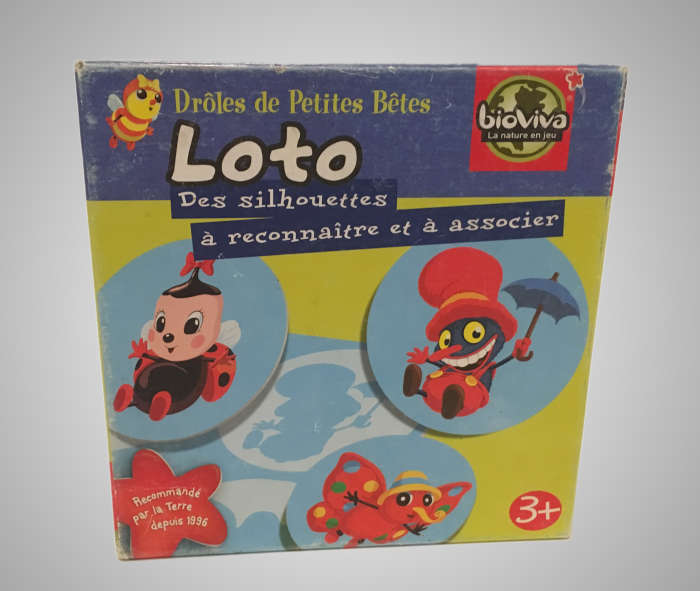 Drôles de Petites Bêtes
Loto
Des silhouettes
à reconnaître et à associer
bioviva
La nature en jeu
Recommandé
par la Terre
depuis 1996
3+